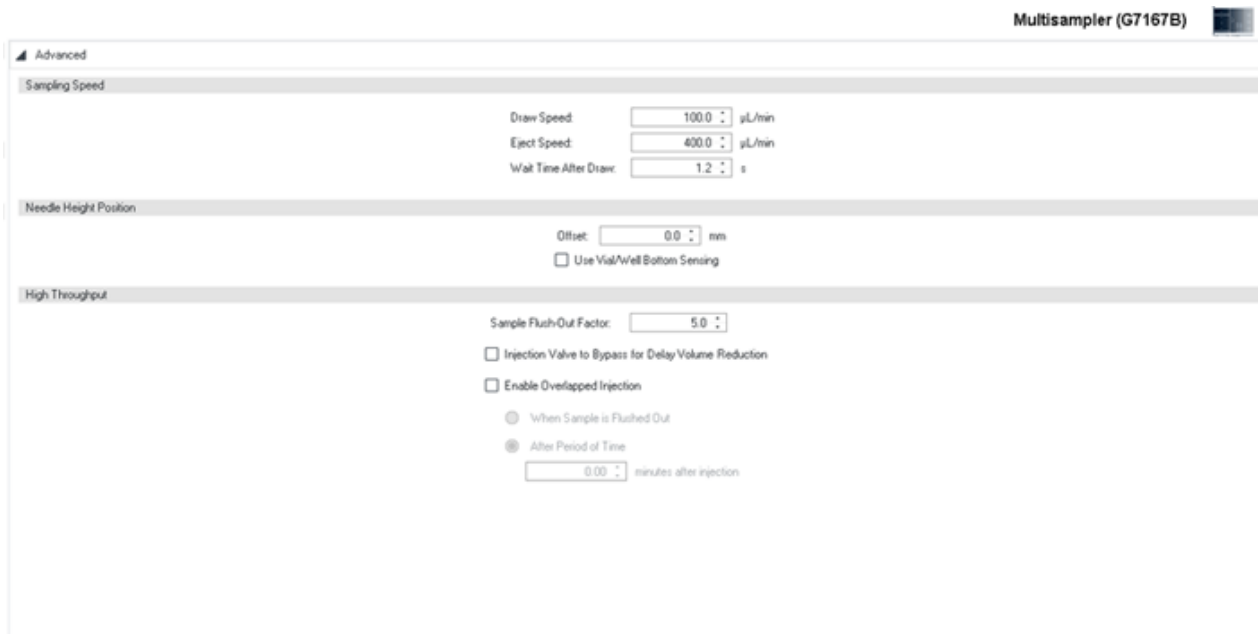 Multisampler (G7167B)
Advanced
Sampling Speed
Draw Speed: 100.0 µL/min
Eject Speed: 400.0 µL/min
Wait Time After Draw: 1.2 s
Needle Height Position
Offset: 0.0 mm
Use Vial/Well Bottom Sensing
High Throughput
Sample Flush-Out Factor: 5.0
Injection Valve to Bypass for Delay Volume Reduction
Enable Overlapped Injection
When Sample is Flushed Out
After Period of Time
0.00 minutes after injection